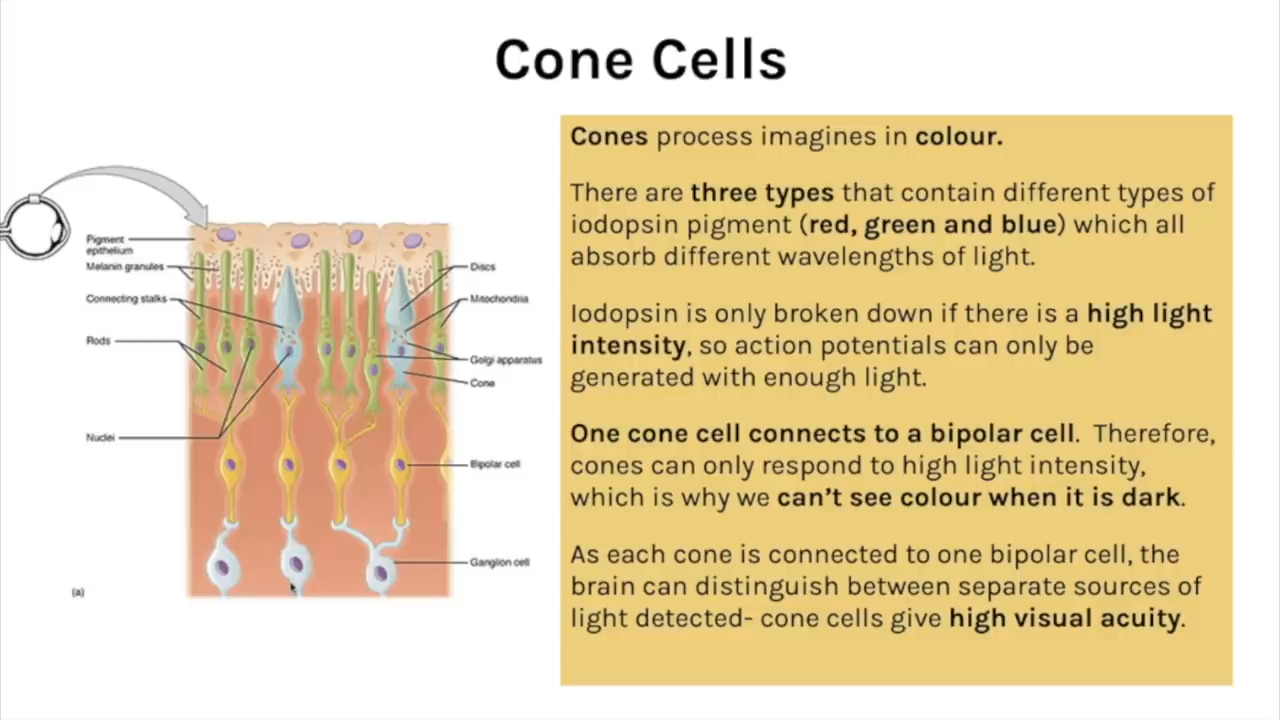 Cone Cells
Pigment
epithelium
Melanin granules
Connecting stalks
Rods
Nuclei
(a)
Discs
Mitochondria
Golgi apparatus
Cone
Bipolar cell
Ganglion cell
Cones process imagines in colour.
There are three types that contain different types of
iodopsin pigment (red, green and blue) which all
absorb different wavelengths of light.
Iodopsin is only broken down if there is a high light
intensity, so action potentials can only be
generated with enough light.
One cone cell connects to a bipolar cell. Therefore,
cones can only respond to high light intensity,
which is why we can't see colour when it is dark.
As each cone is connected to one bipolar cell, the
brain can distinguish between separate sources of
light detected- cone cells give high visual acuity.